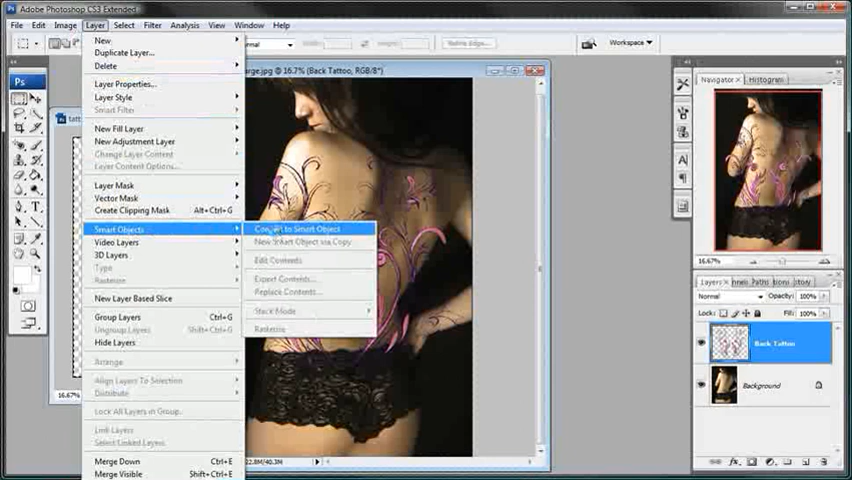 Adobe Photoshop CS3 Extended
File Edit Image Layer Select Filter Analysis View Window Help
Workspace
New
Duplicate Layer...
Delete
Layer Properties...
Layer Style
Smart Filter
New Fill Layer
New Adjustment Layer
Change Layer Content
Layer Content Options...
Layer Mask
Vector Mask
Create Clipping Mask Alt+Ctrl+G
Smart Objects
Video Layers
3D Layers
Type
Rasterize
New Layer Based Slice
Group Layers Ctrl+G
Ungroup Layers Shift+Ctrl+G
Hide Layers
Arrange
Align Layers To Selection
Distribute
Lock All Layers in Group...
Link Layers
Select Linked Layers
Merge Down Ctrl+E
Merge Visible Shift+Ctrl+E
Convert to Smart Object
New Smart Object via Copy
Edit Contents
Export Contents...
Replace Contents...
Stack Mode
Rasterize
arge.jpg @ 16.7% (Back Tattoo, RGB/8*)
Ps
tatt
16.67%
Navigator Histogram
16.67%
Layers Paths
Normal Opacity: 100%
Lock: Fill: 100%
Back Tattoo
Background